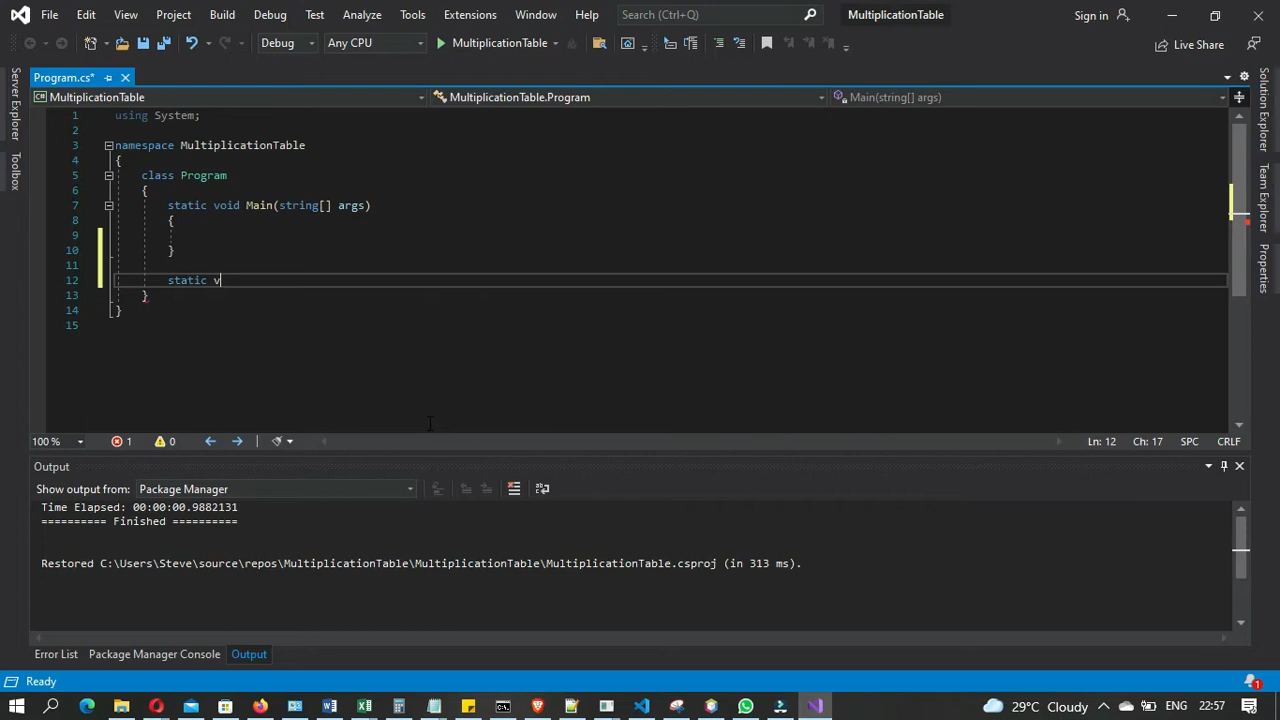 File Edit View Project Build Debug Test Analyze Tools Extensions Window Help Search (Ctrl+Q) MultiplicationTable Sign in
Debug Any CPU MultiplicationTable Live Share
Program.cs*
MultiplicationTable MultiplicationTable.Program Main(string[] args)
1 using System;
2
3 namespace MultiplicationTable
4 {
5 class Program
6 {
7 static void Main(string[] args)
8 {
9
10 }
11
12 static v
13 }
14 }
15
100 % 1 0 Ln: 12 Ch: 17 SPC CRLF
Output
Show output from: Package Manager
Time Elapsed: 00:00:00.9882131
========== Finished ==========
Restored C:\Users\Steve\source\repos\MultiplicationTable\MultiplicationTable\MultiplicationTable.csproj (in 313 ms).
Error List Package Manager Console Output
Ready 1
29°C Cloudy ENG 22:57
Server Explorer
Toolbox
Solution Explorer
Team Explorer
Properties